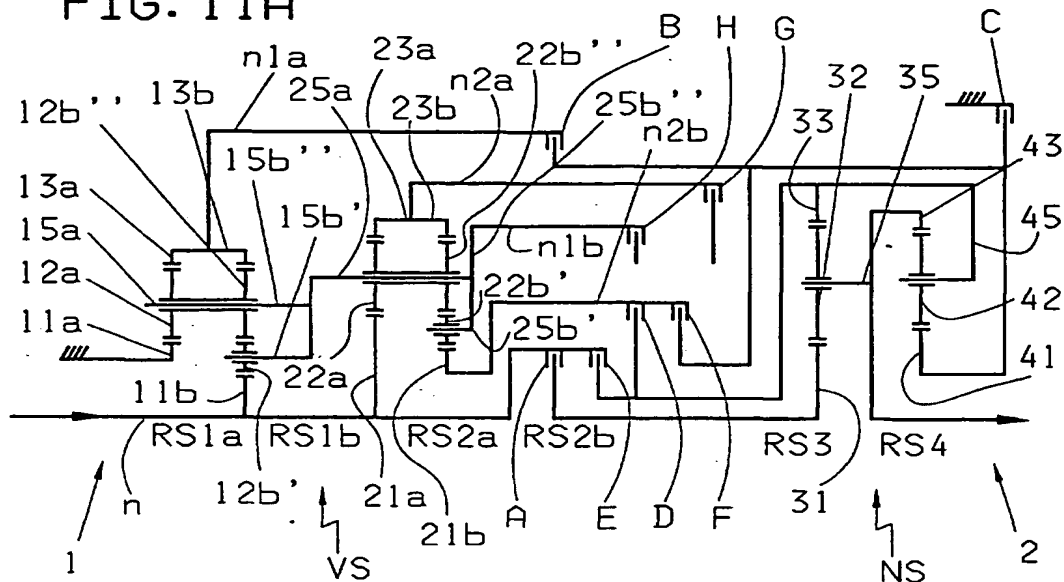 FIG. 11A
B H G C
23a 22b''
n1a n2a 32 35
25a 25b''
12b'' 13b 23b n2b 33
43
15b''
13a 15b'
15a n1b 45
12a 22b'
11a 42
25b'
22a
11b 41
RS1a RS1b RS2a RS2b RS3 RS4
n 12b' 21a A E D F 31
21b
1 VS NS 2